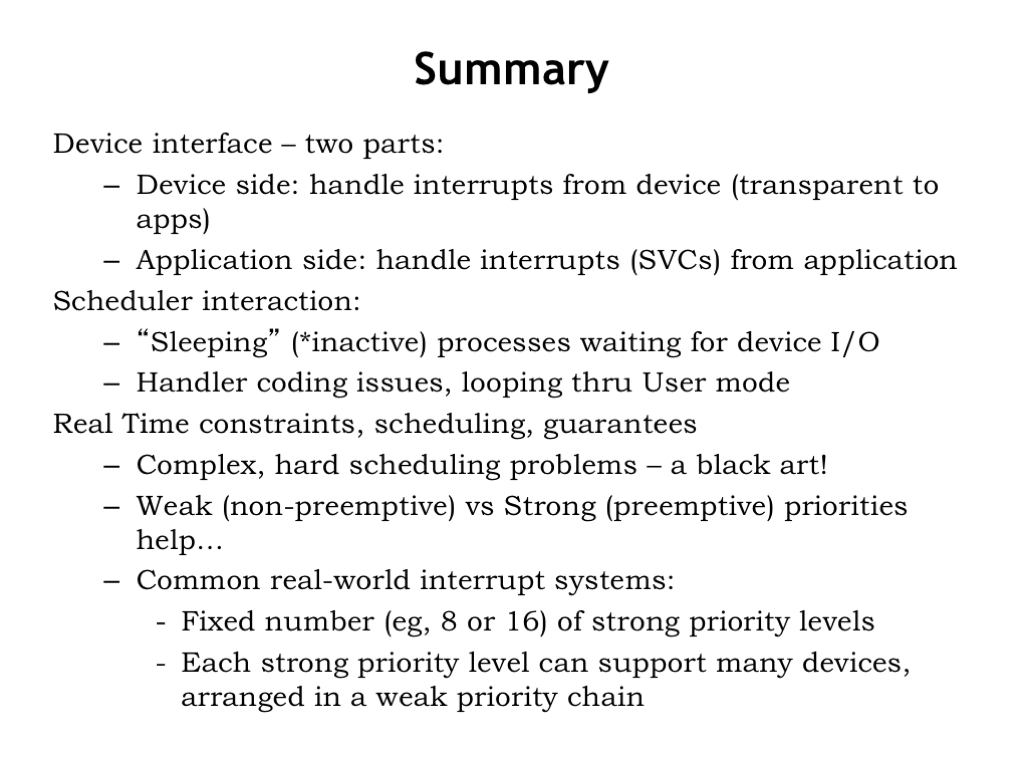 Summary
Device interface – two parts:
– Device side: handle interrupts from device (transparent to
apps)
– Application side: handle interrupts (SVCs) from application
Scheduler interaction:
– “Sleeping” (*inactive) processes waiting for device I/O
– Handler coding issues, looping thru User mode
Real Time constraints, scheduling, guarantees
– Complex, hard scheduling problems – a black art!
– Weak (non-preemptive) vs Strong (preemptive) priorities
help…
– Common real-world interrupt systems:
- Fixed number (eg, 8 or 16) of strong priority levels
- Each strong priority level can support many devices,
arranged in a weak priority chain